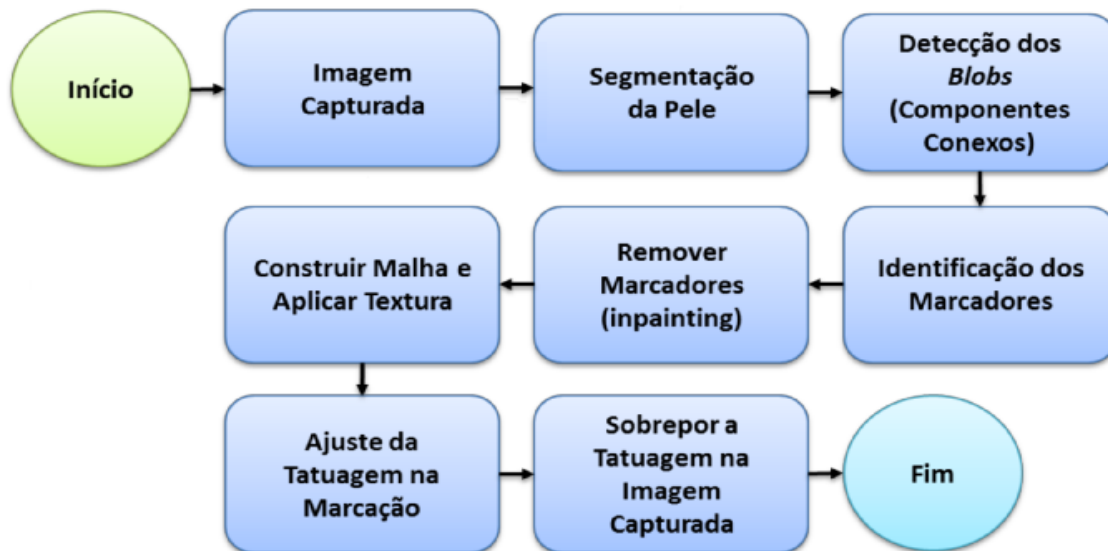 Início
Imagem
Capturada
Segmentação
da Pele
Detecção dos
Blobs
(Componentes
Conexos)
Identificação dos
Marcadores
Remover
Marcadores
(inpainting)
Construir Malha e
Aplicar Textura
Ajuste da
Tatuagem na
Marcação
Sobrepor a
Tatuagem na
Imagem
Capturada
Fim